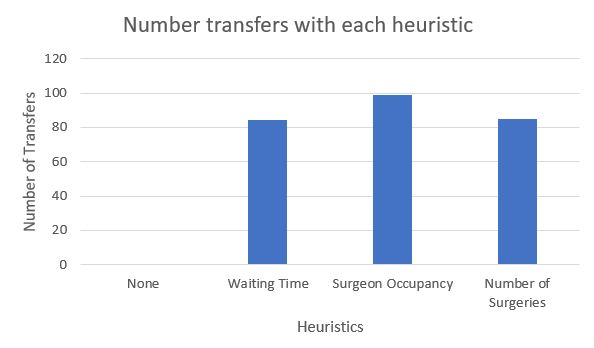 Number transfers with each heuristic
120
100
80
60
40
20
0
Number of Transfers
None
Waiting Time
Surgeon Occupancy
Number of
Surgeries
Heuristics